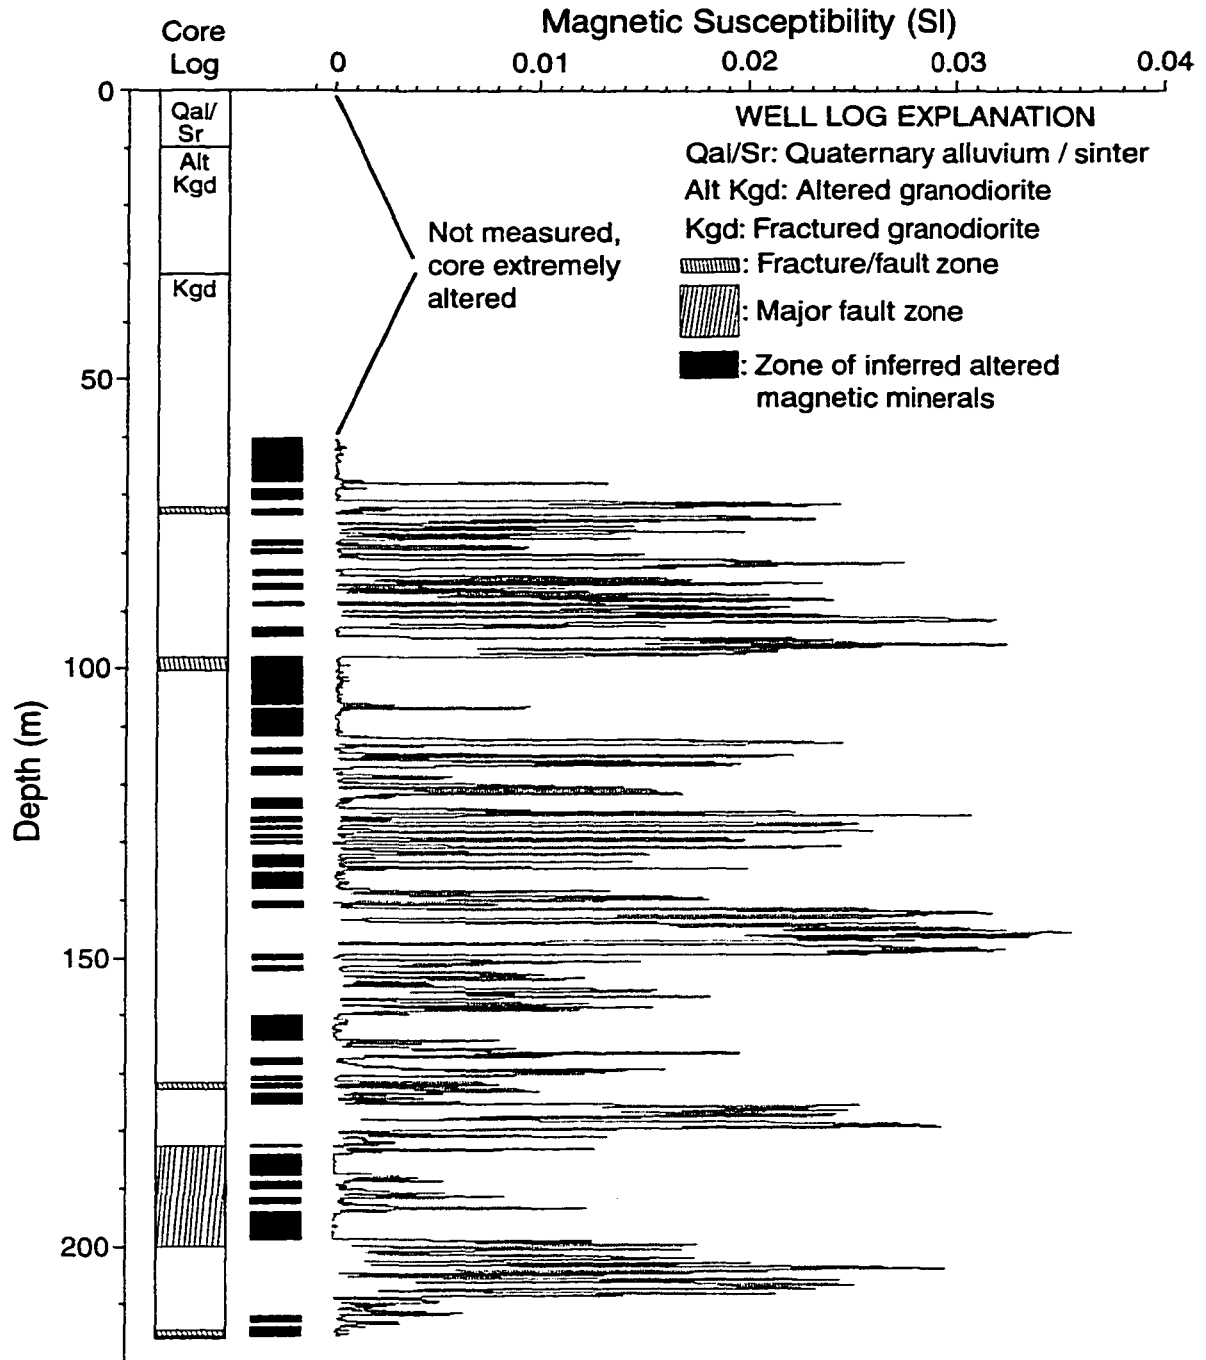 Magnetic Susceptibility (SI)
Core
Log
0
0.01
0.02
0.03
0.04
0
Qal/
Sr
Alt
Kgd
Kgd
Not measured,
core extremely
altered
WELL LOG EXPLANATION
Qal/Sr: Quaternary alluvium / sinter
Alt Kgd: Altered granodiorite
Kgd: Fractured granodiorite
: Fracture/fault zone
: Major fault zone
: Zone of inferred altered
magnetic minerals
50
100
150
200
Depth (m)